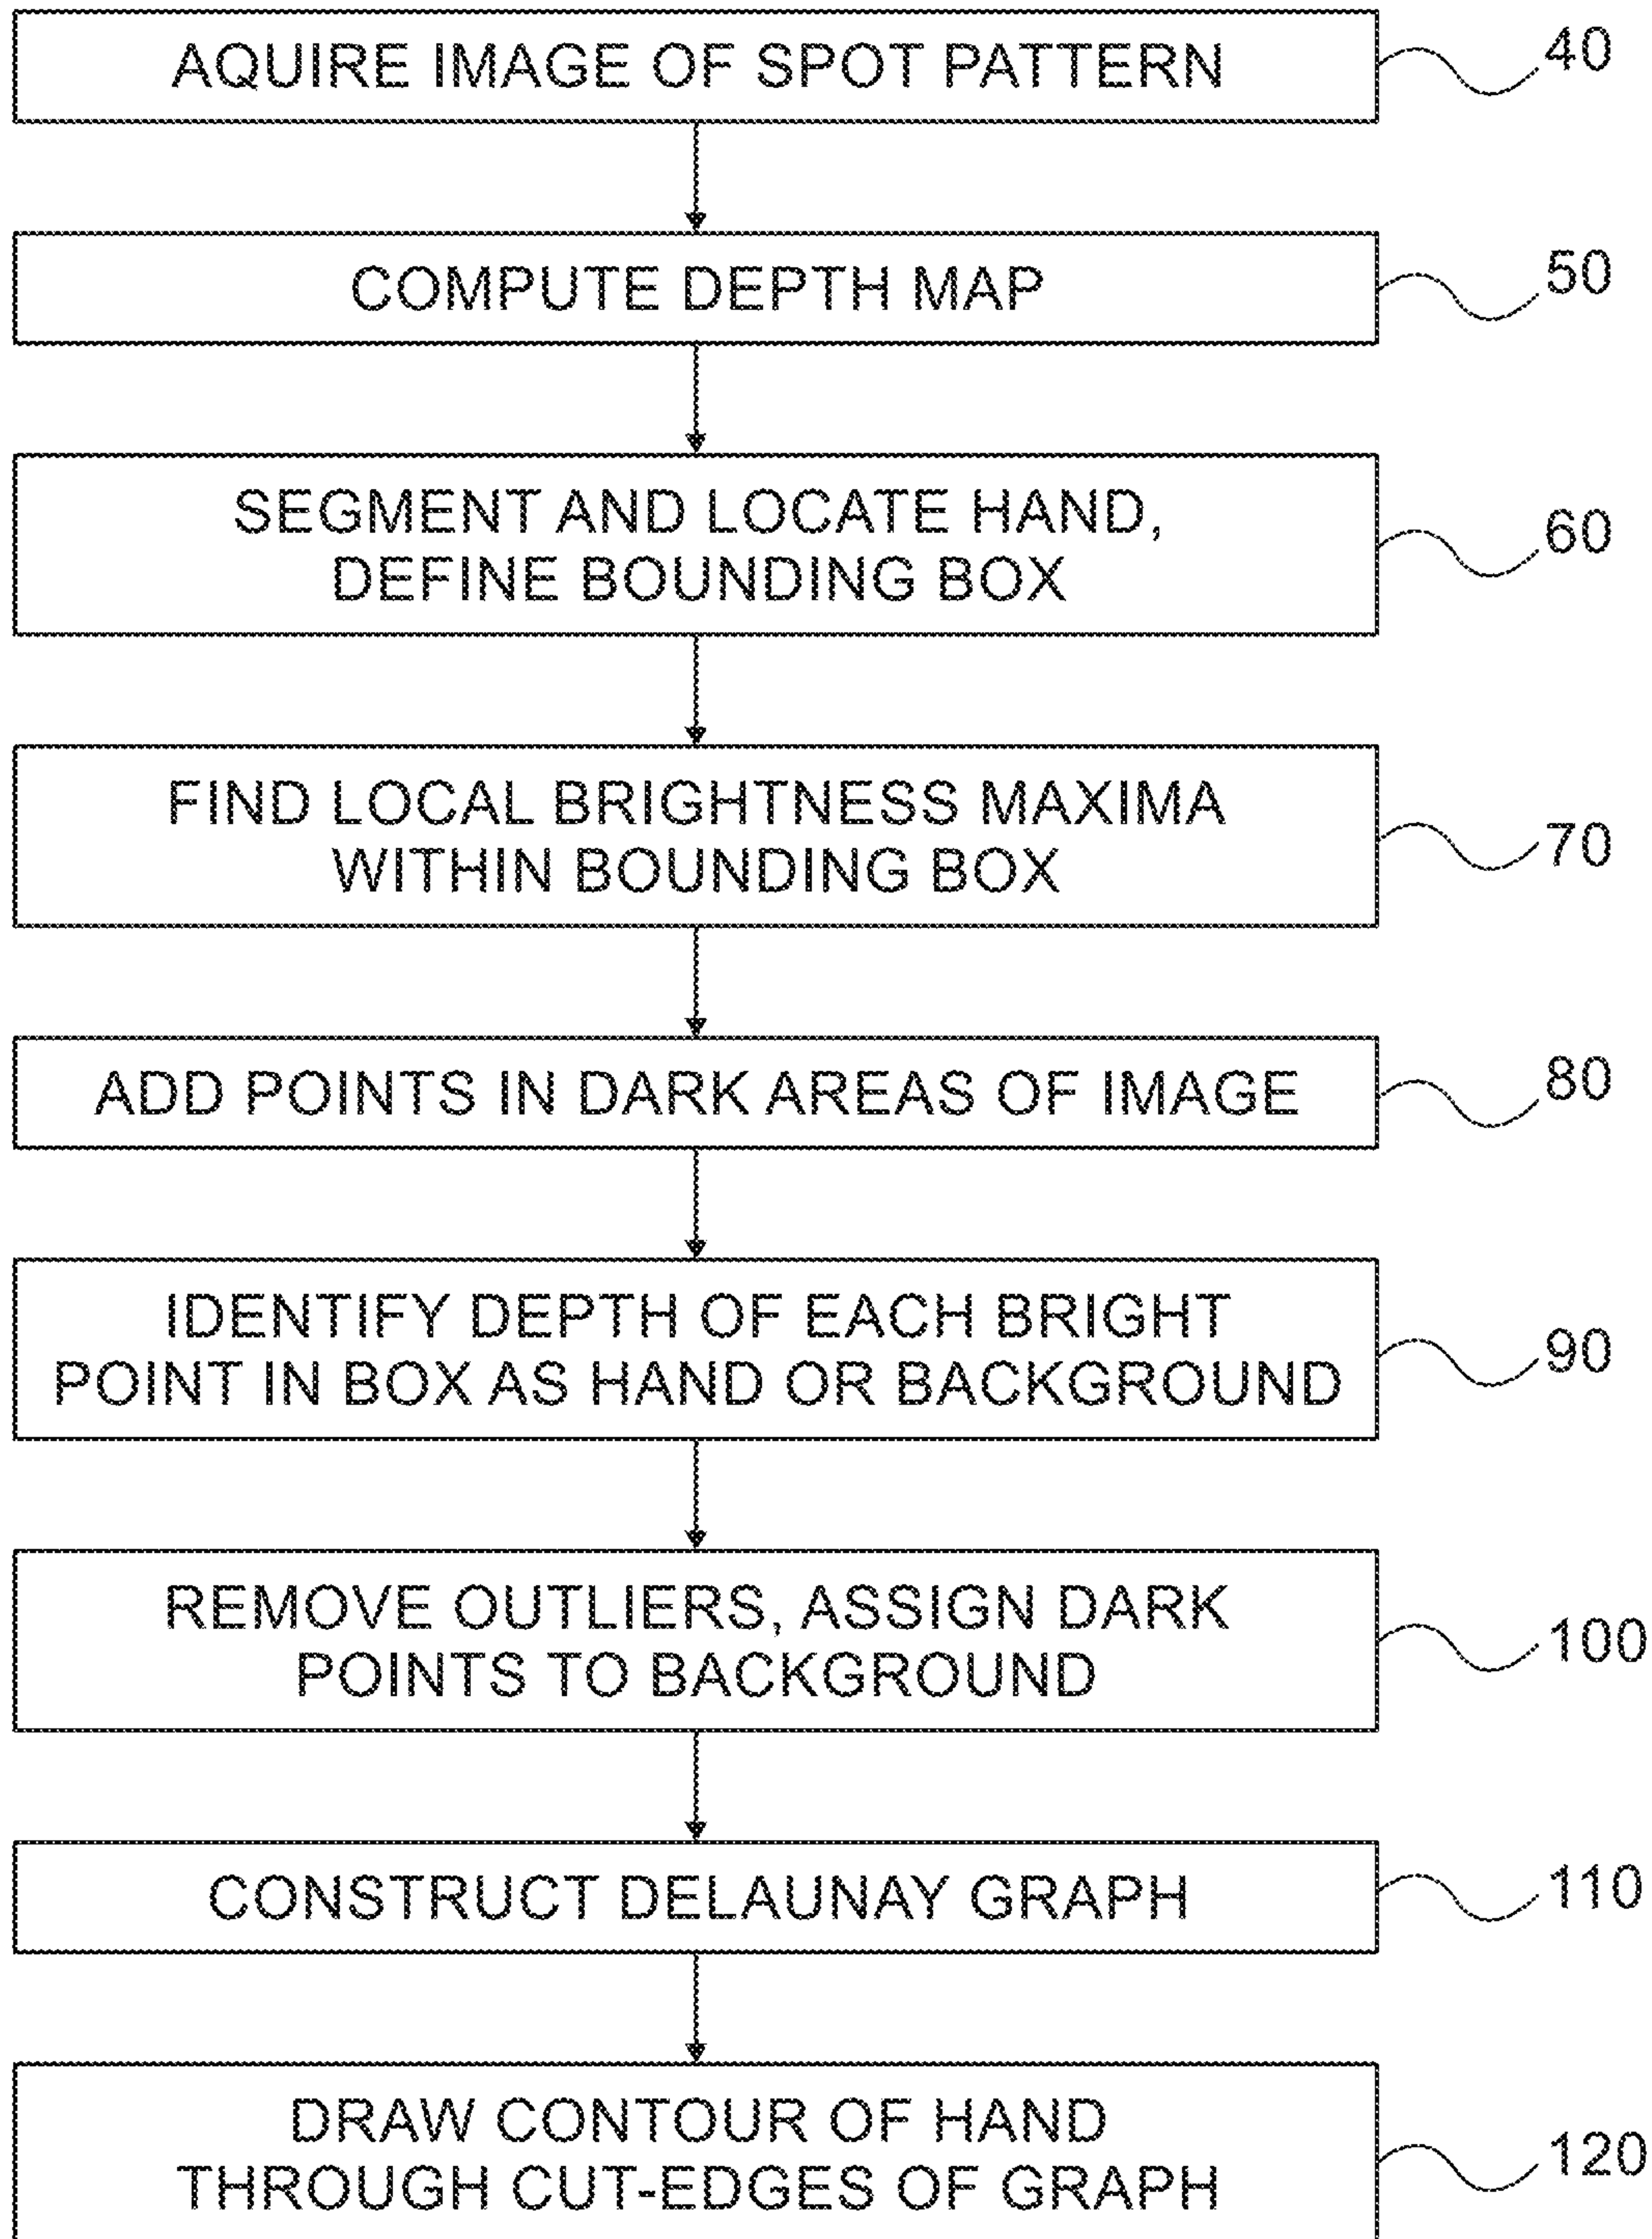 AQUIRE IMAGE OF SPOT PATTERN
40
COMPUTE DEPTH MAP
50
SEGMENT AND LOCATE HAND,
DEFINE BOUNDING BOX
60
FIND LOCAL BRIGHTNESS MAXIMA
WITHIN BOUNDING BOX
70
ADD POINTS IN DARK AREAS OF IMAGE
80
IDENTIFY DEPTH OF EACH BRIGHT
POINT IN BOX AS HAND OR BACKGROUND
90
REMOVE OUTLIERS, ASSIGN DARK
POINTS TO BACKGROUND
100
CONSTRUCT DELAUNAY GRAPH
110
DRAW CONTOUR OF HAND
THROUGH CUT-EDGES OF GRAPH
120